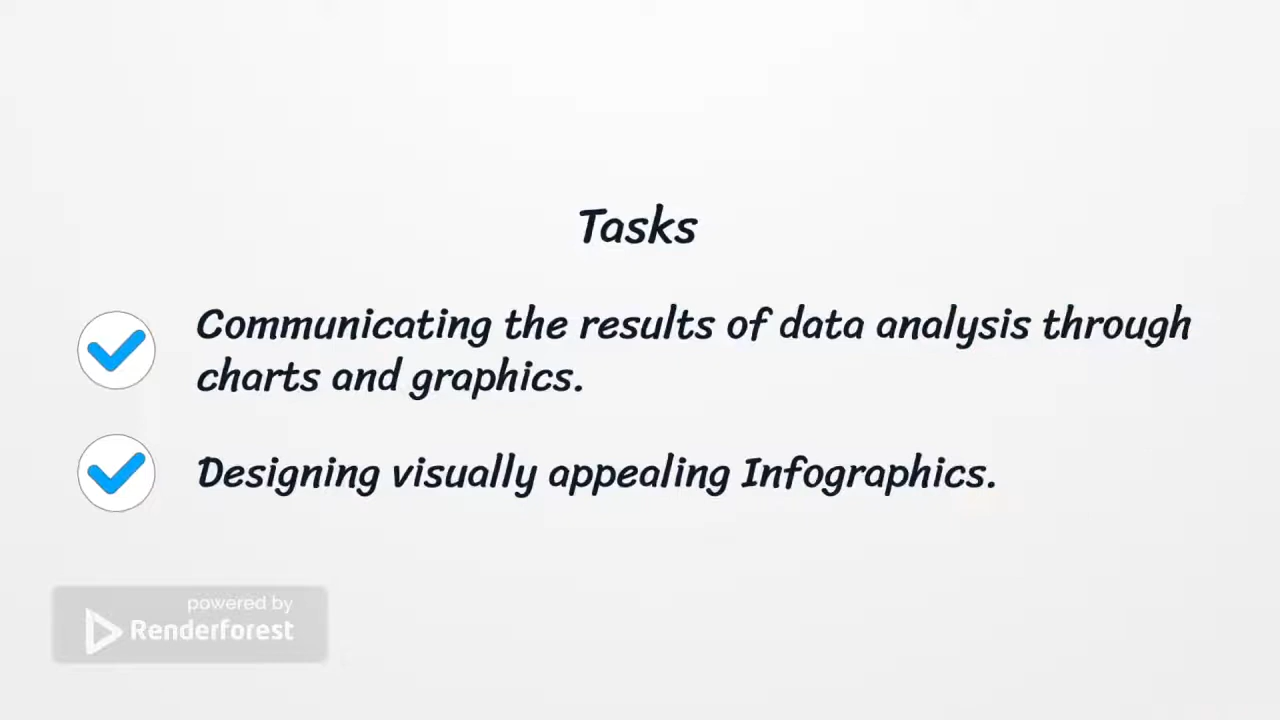 Tasks
Communicating the results of data analysis through
charts and graphics.
Designing visually appealing Infographics.
powered by
Renderforest